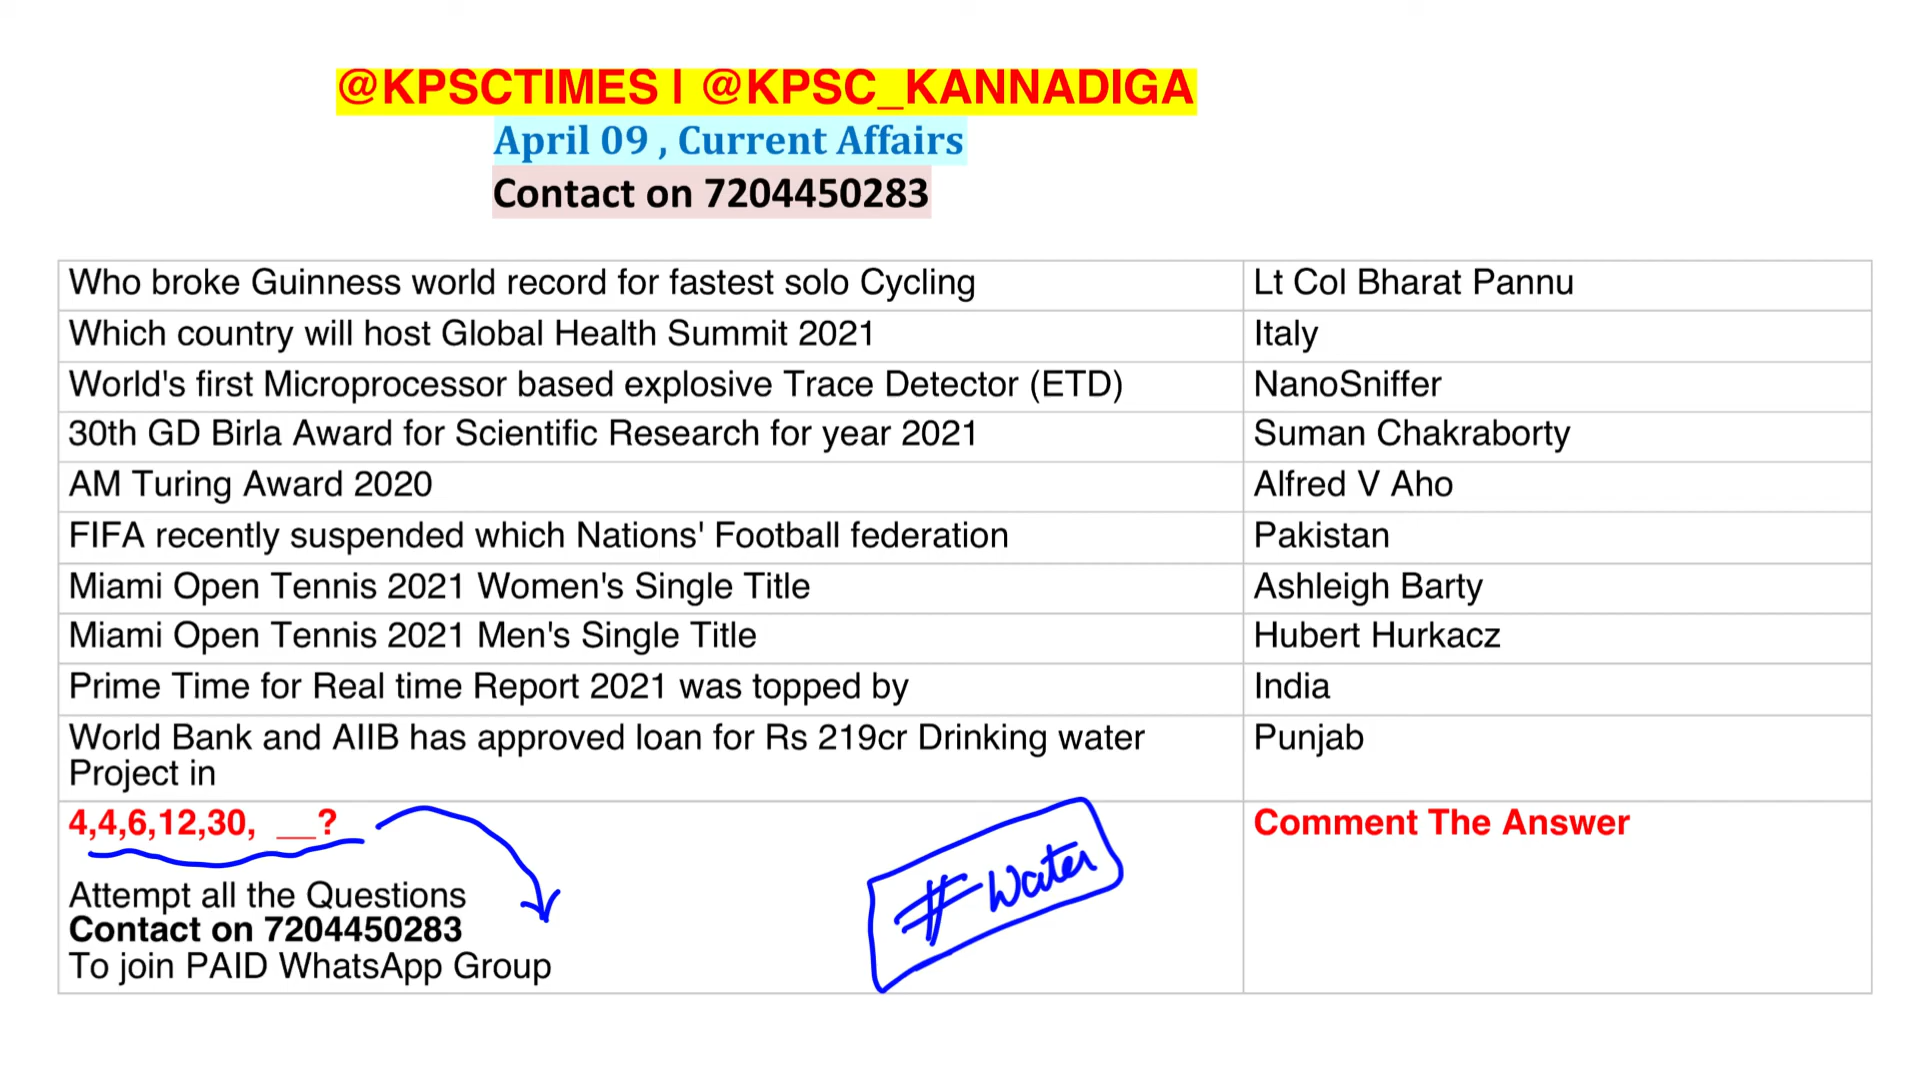 @KPSCTIMES | @KPSC_KANNADIGA
April 09 , Current Affairs
Contact on 7204450283
Who broke Guinness world record for fastest solo Cycling
Lt Col Bharat Pannu
Which country will host Global Health Summit 2021
Italy
World's first Microprocessor based explosive Trace Detector (ETD)
NanoSniffer
30th GD Birla Award for Scientific Research for year 2021
Suman Chakraborty
AM Turing Award 2020
Alfred V Aho
FIFA recently suspended which Nations' Football federation
Pakistan
Miami Open Tennis 2021 Women's Single Title
Ashleigh Barty
Miami Open Tennis 2021 Men's Single Title
Hubert Hurkacz
Prime Time for Real time Report 2021 was topped by
India
World Bank and AIIB has approved loan for Rs 219cr Drinking water
Project in
Punjab
4,4,6,12,30, __?
Comment The Answer
#water
Attempt all the Questions
Contact on 7204450283
To join PAID WhatsApp Group